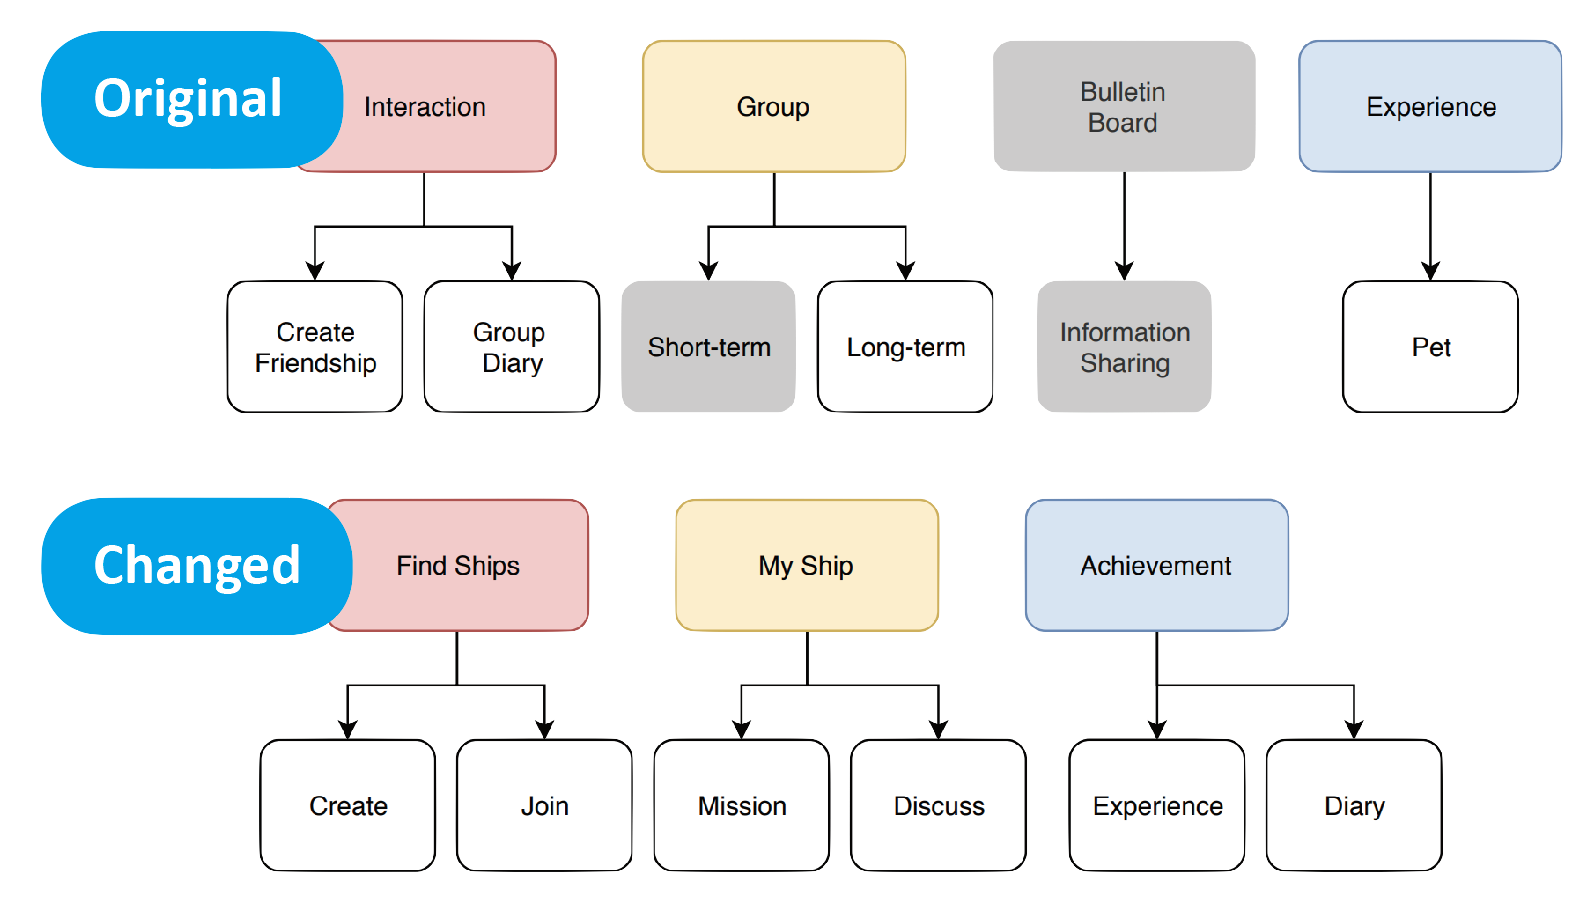 Original
Interaction
Group
Bulletin
Board
Experience
Create
Friendship
Group
Diary
Short-term
Long-term
Information
Sharing
Pet
Changed
Find Ships
My Ship
Achievement
Create
Join
Mission
Discuss
Experience
Diary